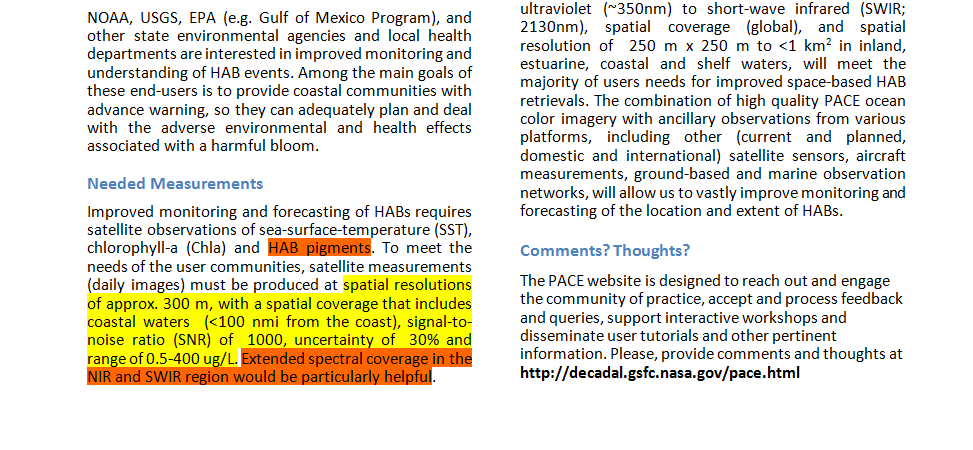 NOAA, USGS, EPA (e.g. Gulf of Mexico Program), and
other state environmental agencies and local health
departments are interested in improved monitoring and
understanding of HAB events. Among the main goals of
these end-users is to provide coastal communities with
advance warning, so they can adequately plan and deal
with the adverse environmental and health effects
associated with a harmful bloom.
Needed Measurements
Improved monitoring and forecasting of HABs requires
satellite observations of sea-surface-temperature (SST),
chlorophyll-a (Chla) and HAB pigments. To meet the
needs of the user communities, satellite measurements
(daily images) must be produced at spatial resolutions
of approx. 300 m, with a spatial coverage that includes
coastal waters (<100 nmi from the coast), signal-to-
noise ratio (SNR) of 1000, uncertainty of 30% and
range of 0.5-400 ug/L. Extended spectral coverage in the
NIR and SWIR region would be particularly helpful.
ultraviolet (~350nm) to short-wave infrared (SWIR;
2130nm), spatial coverage (global), and spatial
resolution of 250 m x 250 m to <1 km² in inland,
estuarine, coastal and shelf waters, will meet the
majority of users needs for improved space-based HAB
retrievals. The combination of high quality PACE ocean
color imagery with ancillary observations from various
platforms, including other (current and planned,
domestic and international) satellite sensors, aircraft
measurements, ground-based and marine observation
networks, will allow us to vastly improve monitoring and
forecasting of the location and extent of HABs.
Comments? Thoughts?
The PACE website is designed to reach out and engage
the community of practice, accept and process feedback
and queries, support interactive workshops and
disseminate user tutorials and other pertinent
information. Please, provide comments and thoughts at
http://decadal.gsfc.nasa.gov/pace.html